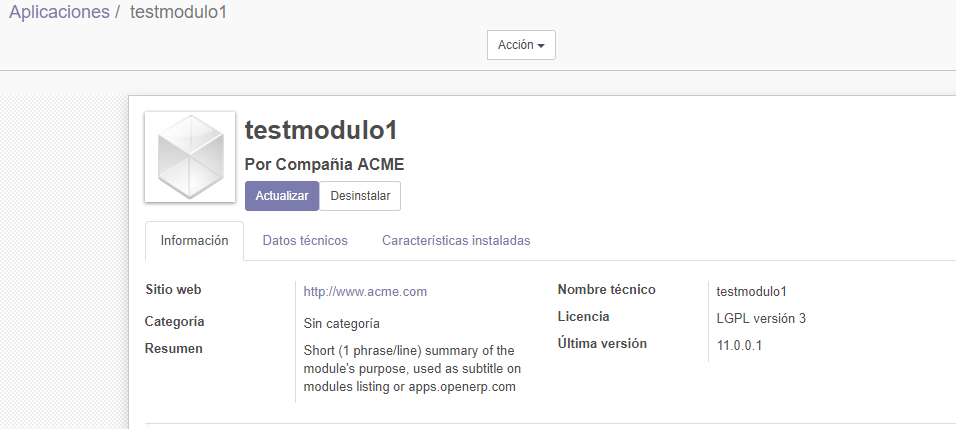 Aplicaciones / testmodulo1
Acción
testmodulo1
Por Compañia ACME
Actualizar Desinstalar
Información Datos técnicos Características instaladas
Sitio web http://www.acme.com
Categoría Sin categoría
Resumen Short (1 phrase/line) summary of the
module's purpose, used as subtitle on
modules listing or apps.openerp.com
Nombre técnico testmodulo1
Licencia LGPL versión 3
Última versión 11.0.0.1